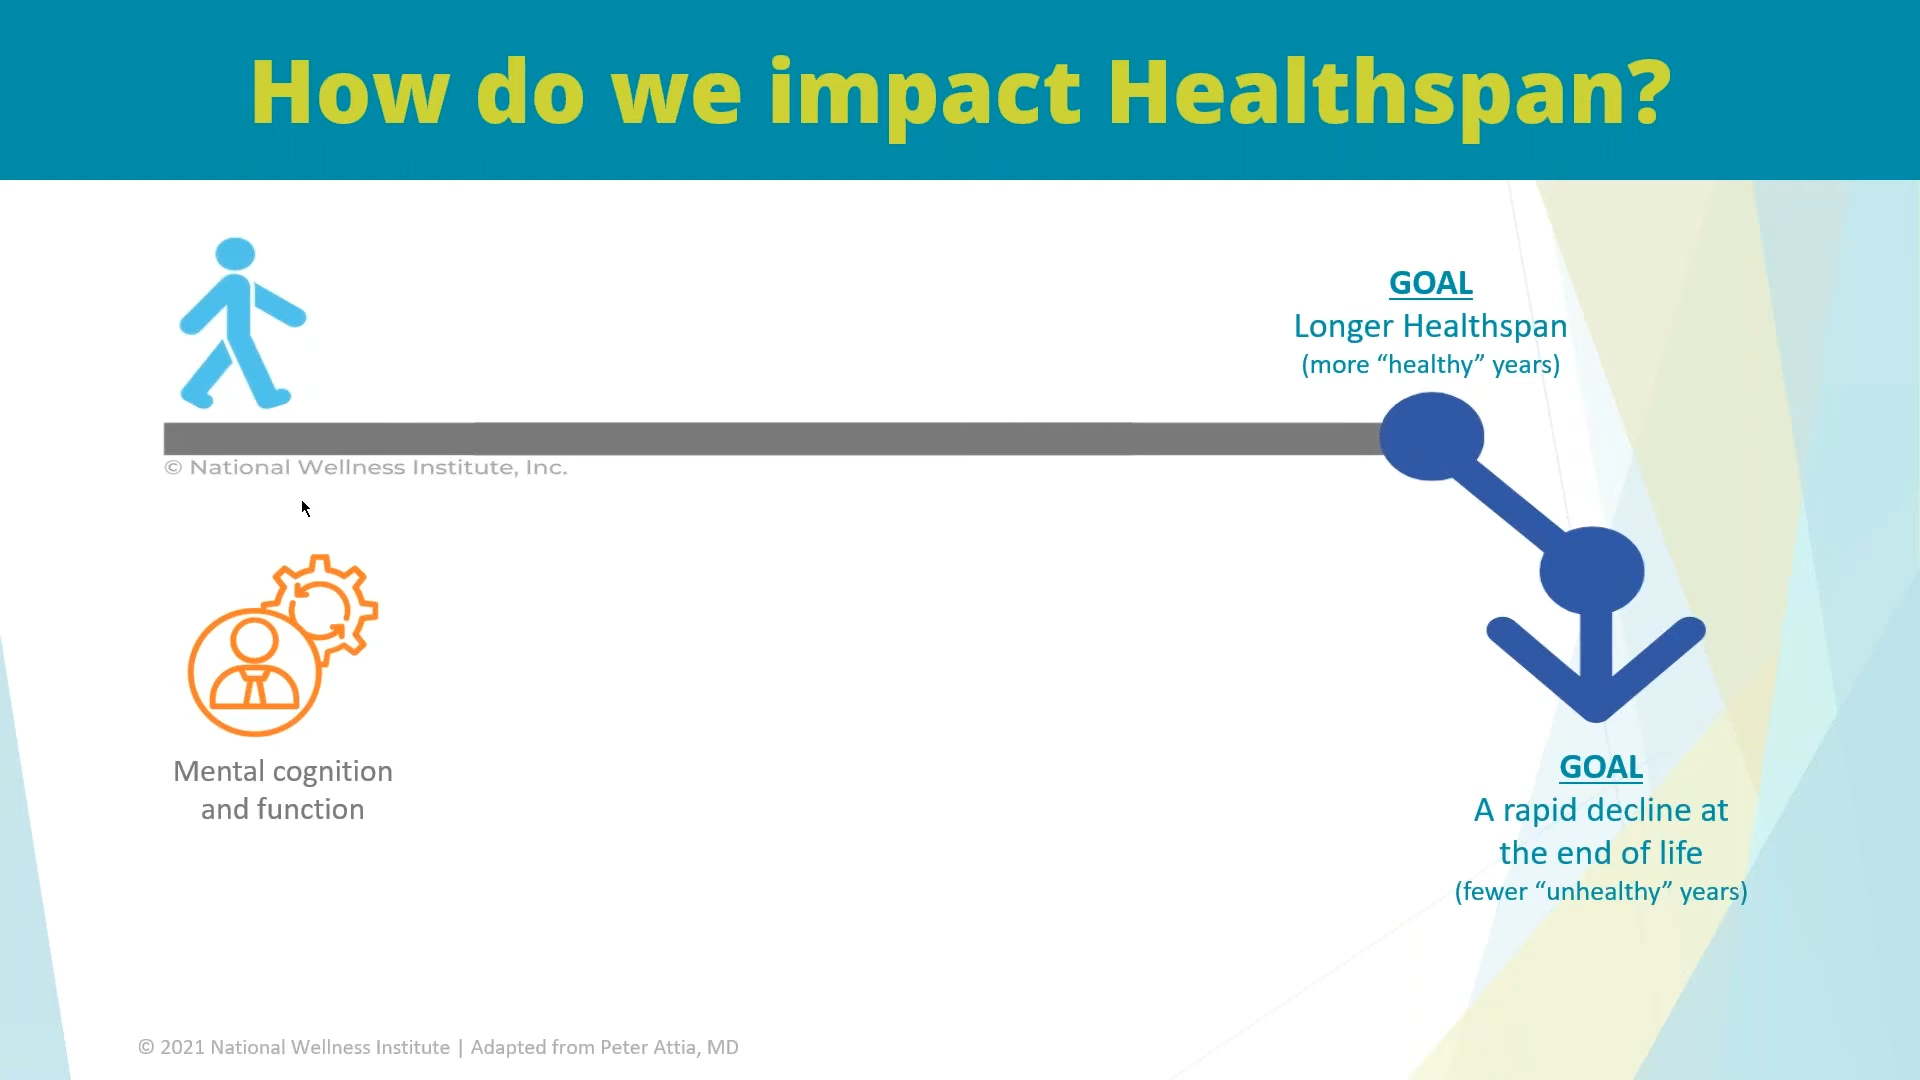 How do we impact Healthspan?
GOAL
Longer Healthspan
(more “healthy” years)
© National Wellness Institute, Inc.
Mental cognition
and function
GOAL
A rapid decline at
the end of life
(fewer “unhealthy” years)
© 2021 National Wellness Institute | Adapted from Peter Attia, MD